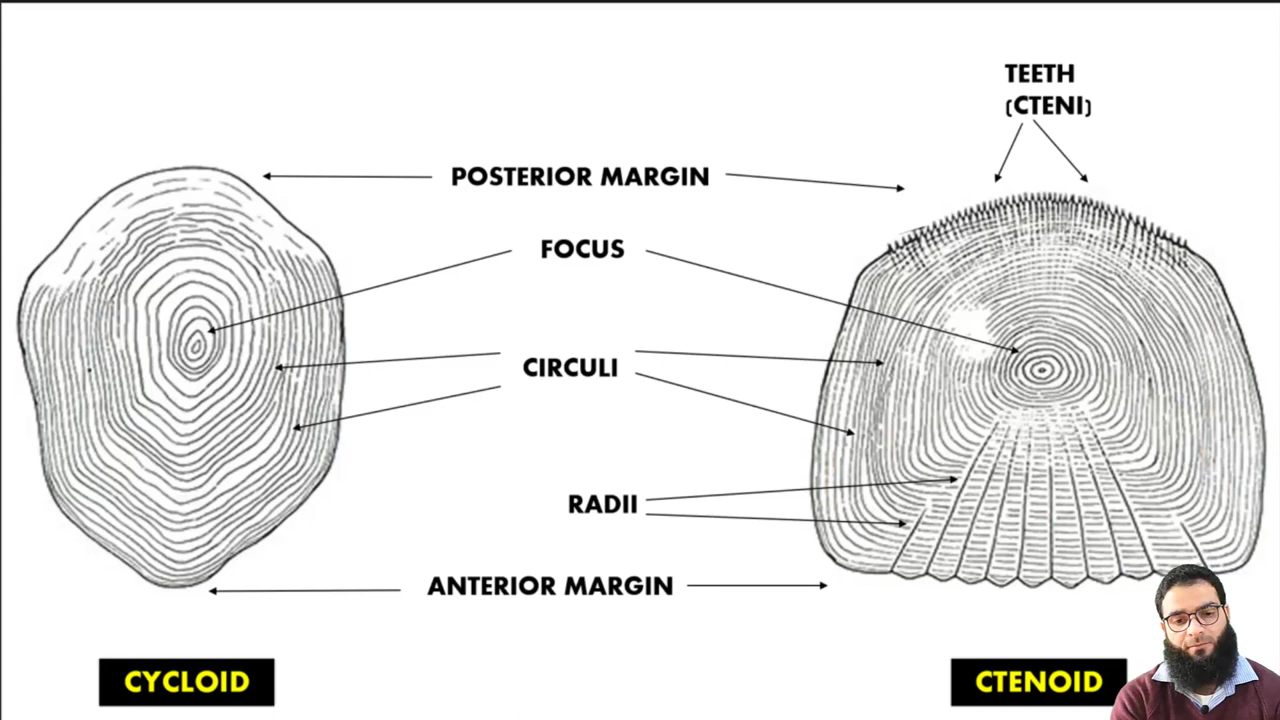 TEETH
(CTENI)
POSTERIOR MARGIN
FOCUS
CIRCULI
RADII
ANTERIOR MARGIN
CYCLOID
CTENOID